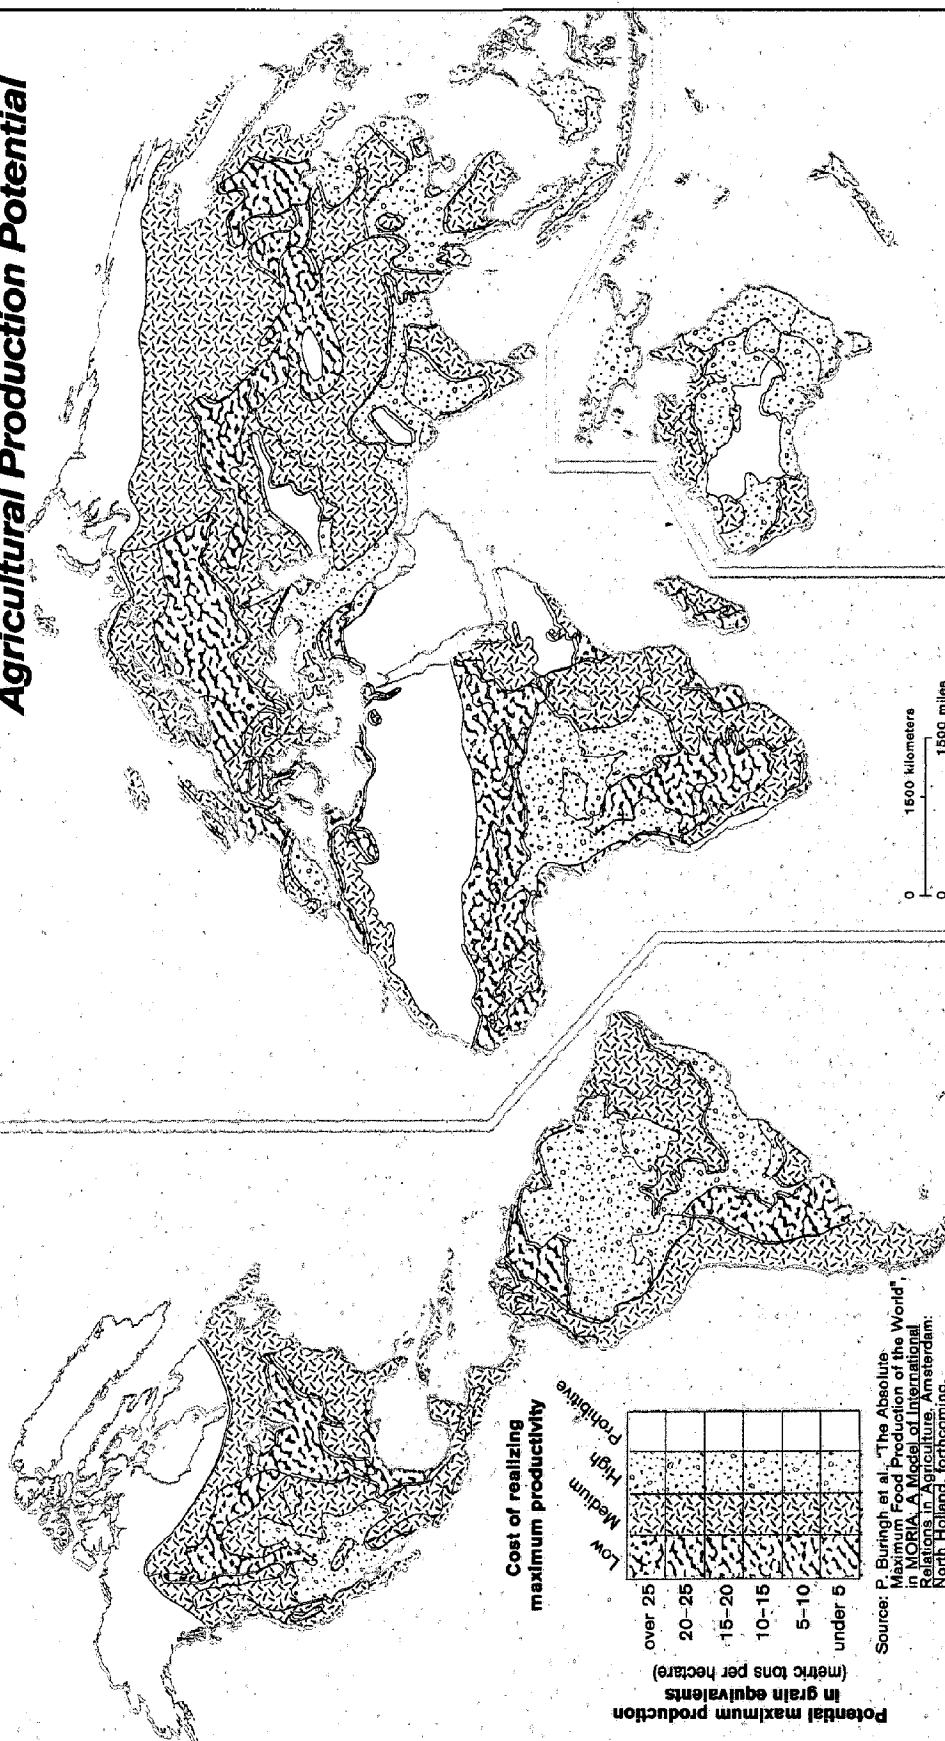 Agricultural Production Potential
Cost of realizing
maximum productivity
Low
Medium
High
Prohibitive
Potential maximum production
in grain equivalents
(metric tons per hectare)
over 25
20-25
15-20
10-15
5-10
under 5
Source: P. Buringh et al., "The Absolute
Maximum Food Production of the World",
in MORIA, A Model of International
Relations in Agriculture. Amsterdam:
North Holland, forthcoming.
0 1500 kilometers
0 1500 miles